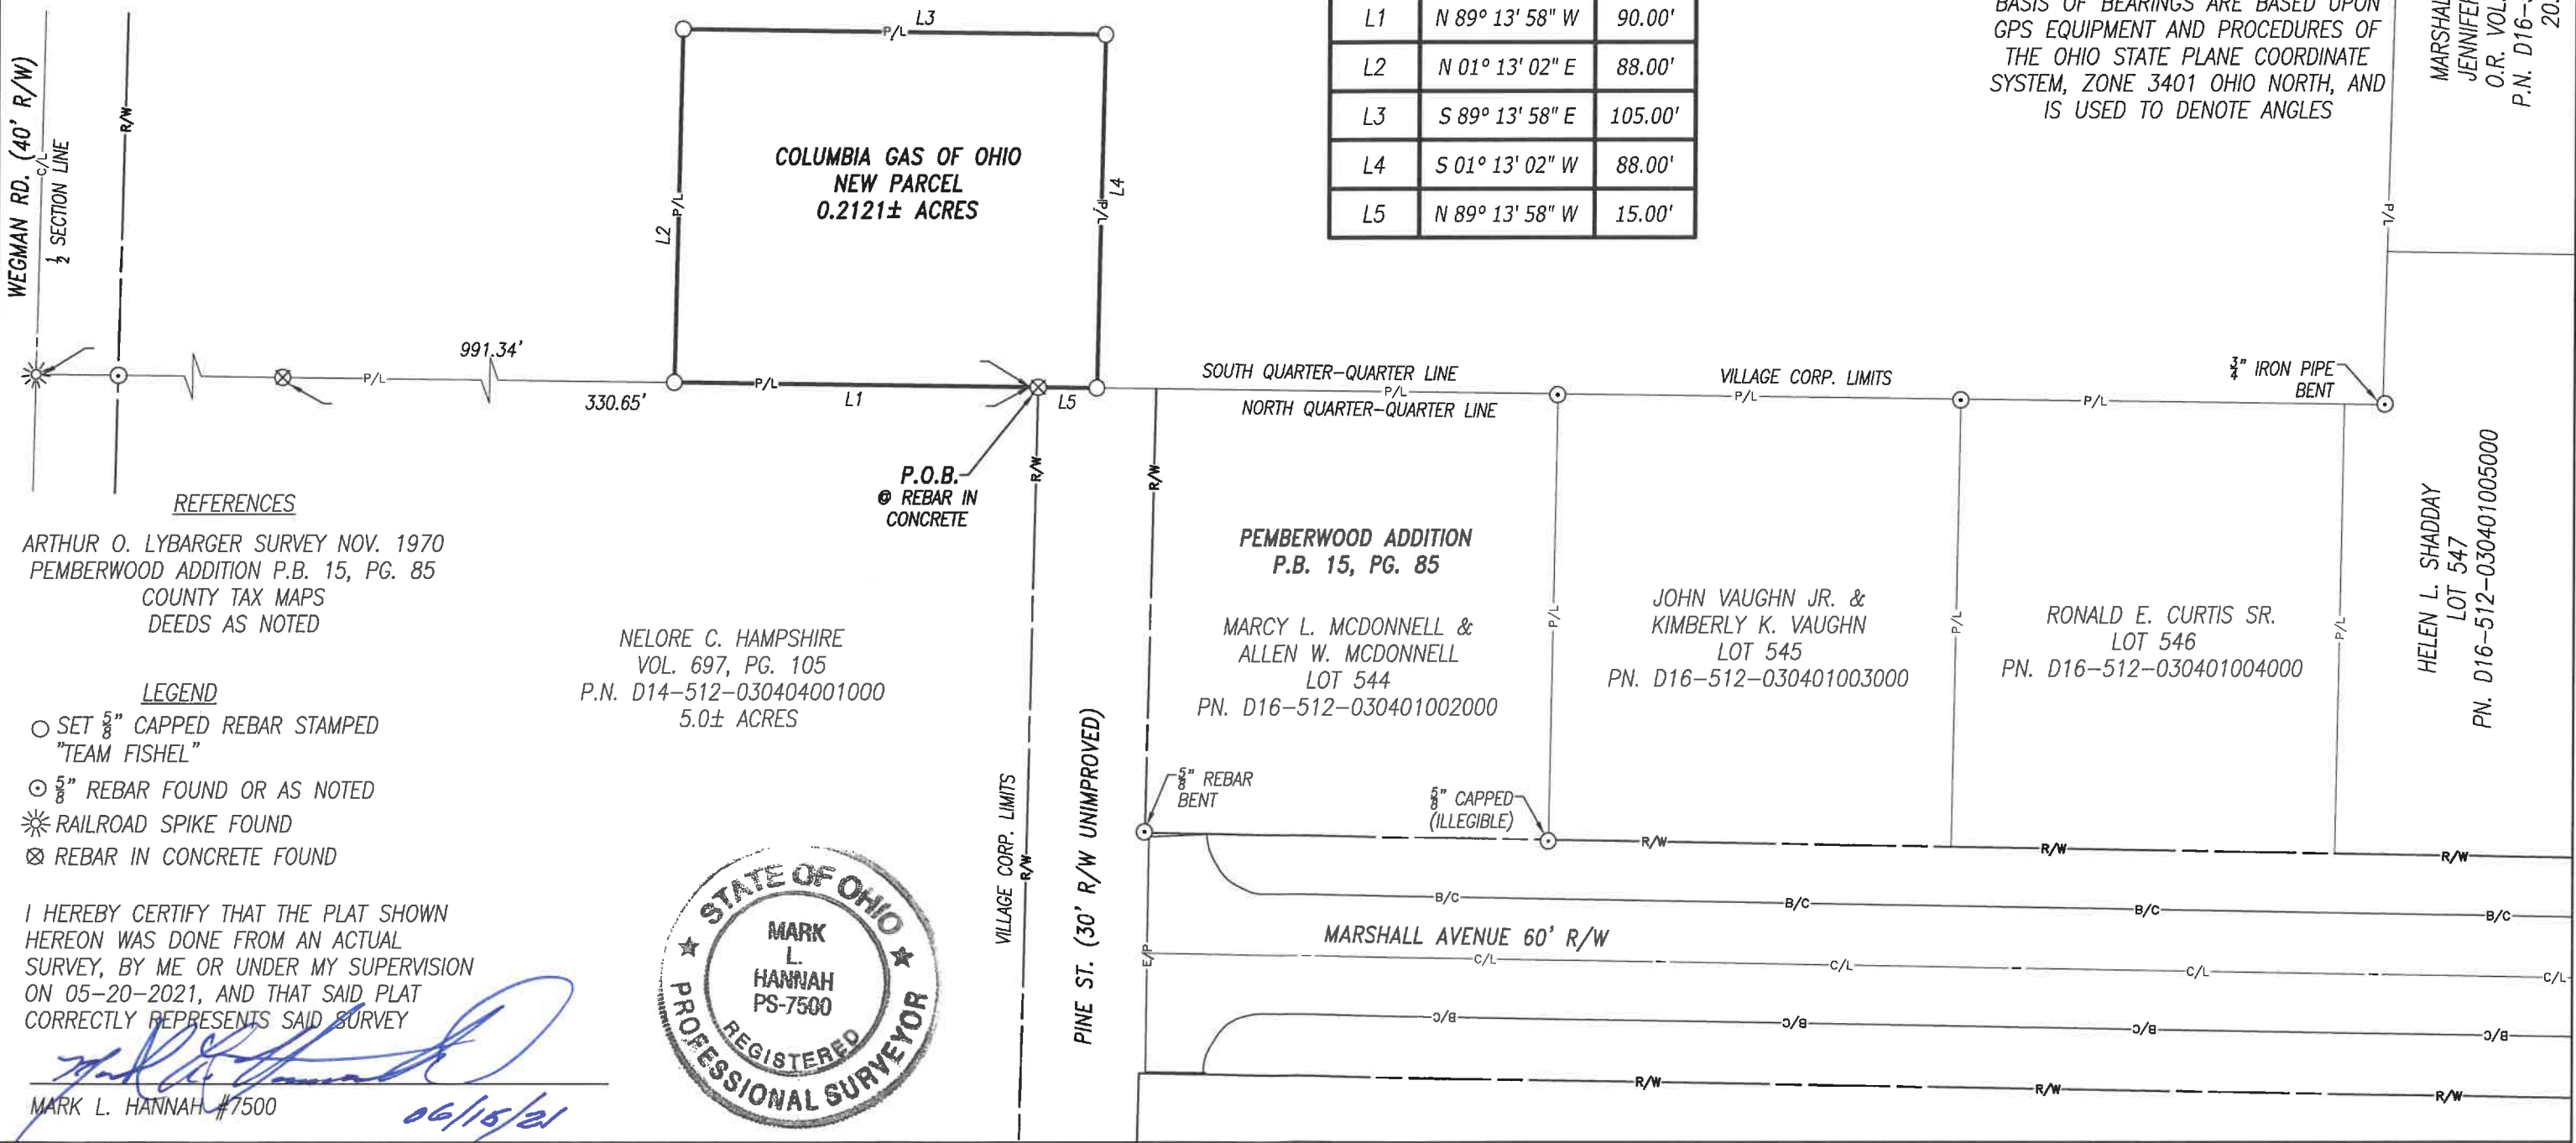 WEGMAN RD. (40' R/W)
C/L
½ SECTION LINE
R/W
L3
P/L
L2
P/L
COLUMBIA GAS OF OHIO
NEW PARCEL
0.2121± ACRES
P/L
L4
L1 N 89° 13' 58" W 90.00'
L2 N 01° 13' 02" E 88.00'
L3 S 89° 13' 58" E 105.00'
L4 S 01° 13' 02" W 88.00'
L5 N 89° 13' 58" W 15.00'
BASIS OF BEARINGS ARE BASED UPON
GPS EQUIPMENT AND PROCEDURES OF
THE OHIO STATE PLANE COORDINATE
SYSTEM, ZONE 3401 OHIO NORTH, AND
IS USED TO DENOTE ANGLES
P/L
MARSHAL
JENNIFER
O.R. VOL
P.N. D16-
20.
P/L
991.34'
330.65'
P/L
L1
L5
SOUTH QUARTER-QUARTER LINE
P/L
NORTH QUARTER-QUARTER LINE
VILLAGE CORP. LIMITS
P/L
P/L
¾" IRON PIPE
BENT
P.O.B.
@ REBAR IN
CONCRETE
R/W
R/W
REFERENCES
ARTHUR O. LYBARGER SURVEY NOV. 1970
PEMBERWOOD ADDITION P.B. 15, PG. 85
COUNTY TAX MAPS
DEEDS AS NOTED
NELORE C. HAMPSHIRE
VOL. 697, PG. 105
P.N. D14-512-030404001000
5.0± ACRES
PEMBERWOOD ADDITION
P.B. 15, PG. 85
MARCY L. MCDONNELL &
ALLEN W. MCDONNELL
LOT 544
PN. D16-512-030401002000
P/L
JOHN VAUGHN JR. &
KIMBERLY K. VAUGHN
LOT 545
PN. D16-512-030401003000
P/L
RONALD E. CURTIS SR.
LOT 546
PN. D16-512-030401004000
P/L
HELEN L. SHADDAY
LOT 547
PN. D16-512-030401005000
LEGEND
SET ⅝" CAPPED REBAR STAMPED
"TEAM FISHEL"
⅝" REBAR FOUND OR AS NOTED
RAILROAD SPIKE FOUND
REBAR IN CONCRETE FOUND
VILLAGE CORP. LIMITS
R/W
PINE ST. (30' R/W UNIMPROVED)
⅝" REBAR
BENT
⅝" CAPPED
(ILLEGIBLE)
R/W
R/W
R/W
B/C
B/C
B/C
B/C
MARSHALL AVENUE 60' R/W
E/P
C/L
C/L
C/L
C/L
B/C
B/C
B/C
B/C
R/W
R/W
R/W
I HEREBY CERTIFY THAT THE PLAT SHOWN
HEREON WAS DONE FROM AN ACTUAL
SURVEY, BY ME OR UNDER MY SUPERVISION
ON 05-20-2021, AND THAT SAID PLAT
CORRECTLY REPRESENTS SAID SURVEY
MARK L. HANNAH #7500
06/15/21
STATE OF OHIO
MARK
L.
HANNAH
PS-7500
REGISTERED
PROFESSIONAL SURVEYOR